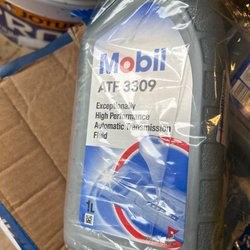 Mobil
ATF 3309
Exceptionally
High Performance
Automatic Transmission
Fluid
1L